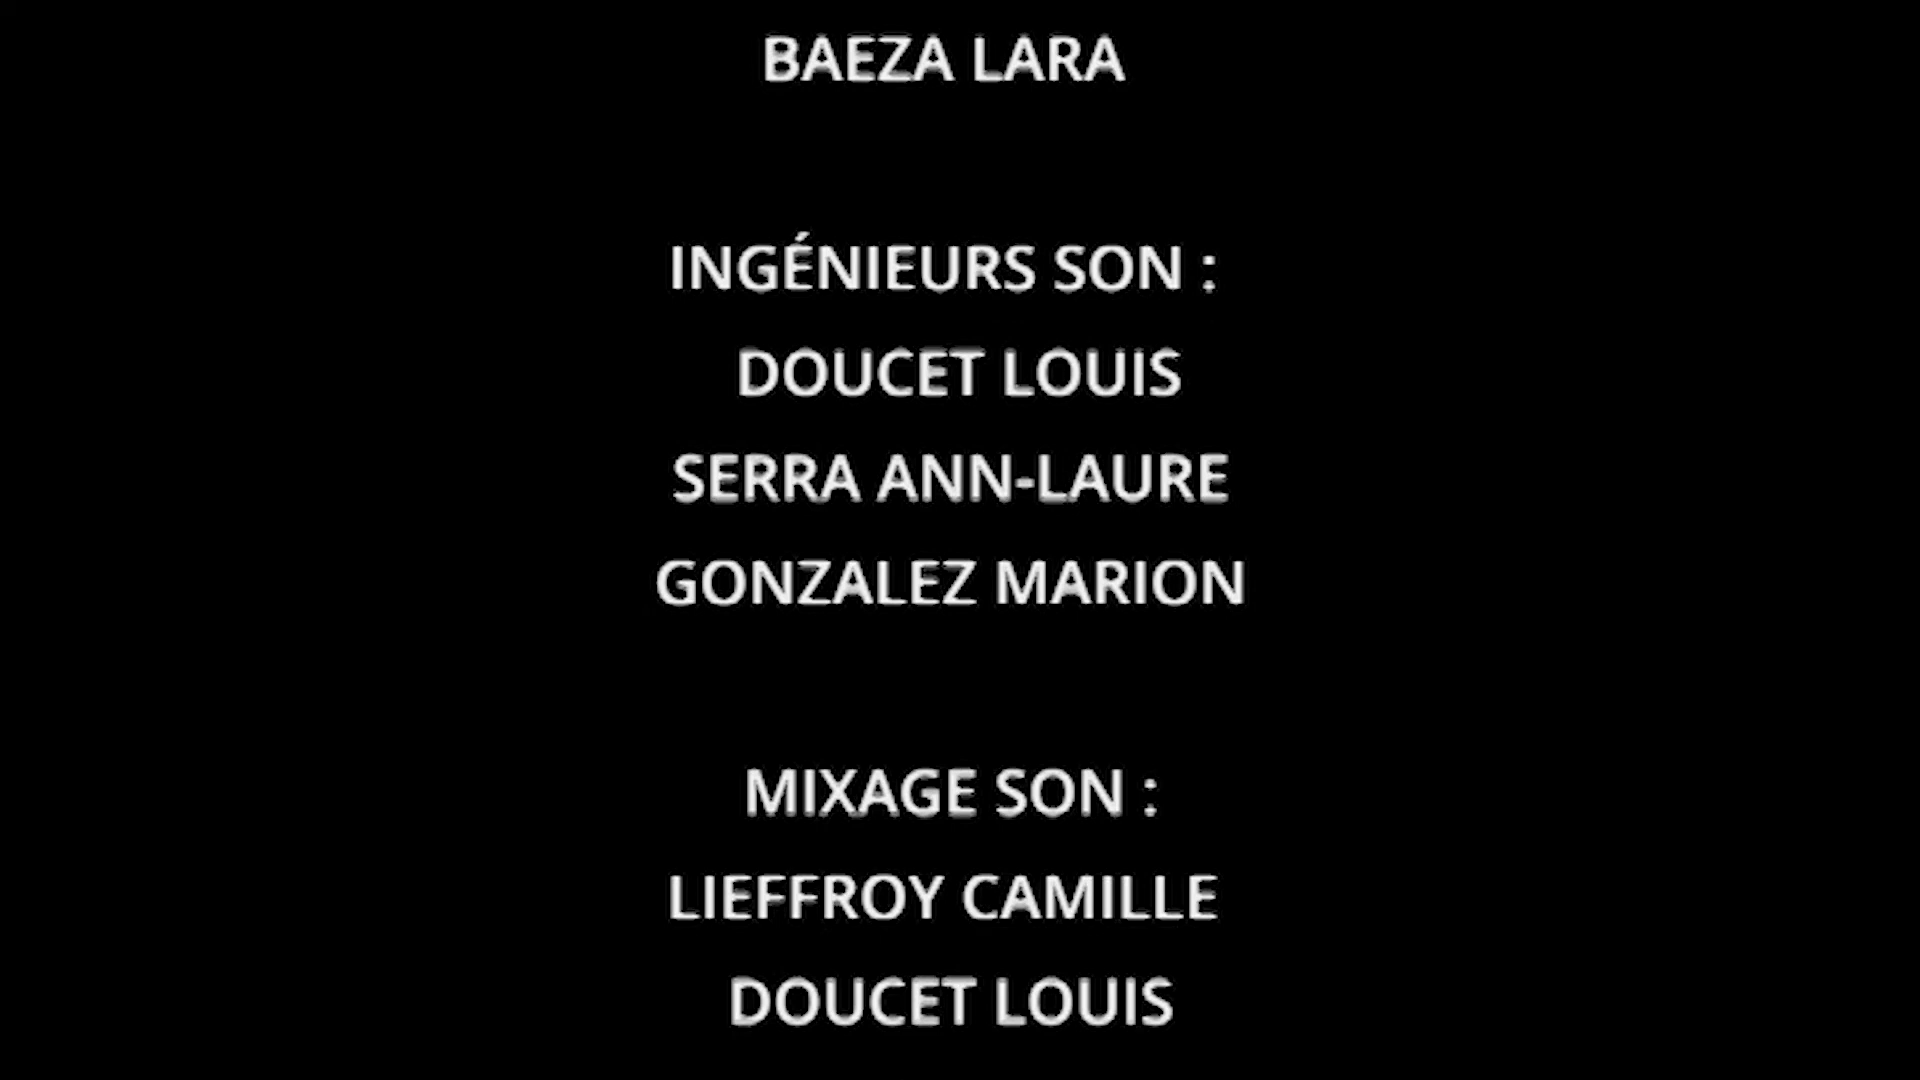 BAEZA LARA
INGÉNIEURS SON :
DOUCET LOUIS
SERRA ANN-LAURE
GONZALEZ MARION
MIXAGE SON :
LIEFFROY CAMILLE
DOUCET LOUIS